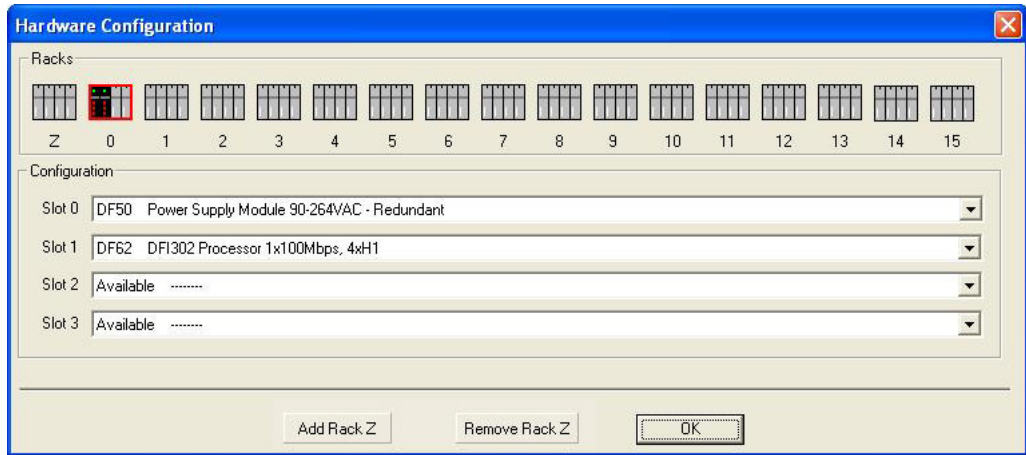 Hardware Configuration
Racks
Z 0 1 2 3 4 5 6 7 8 9 10 11 12 13 14 15
Configuration
Slot 0 DF50 Power Supply Module 90-264VAC - Redundant
Slot 1 DF62 DFI302 Processor 1x100Mbps, 4xH1
Slot 2 Available --------
Slot 3 Available --------
Add Rack Z Remove Rack Z OK